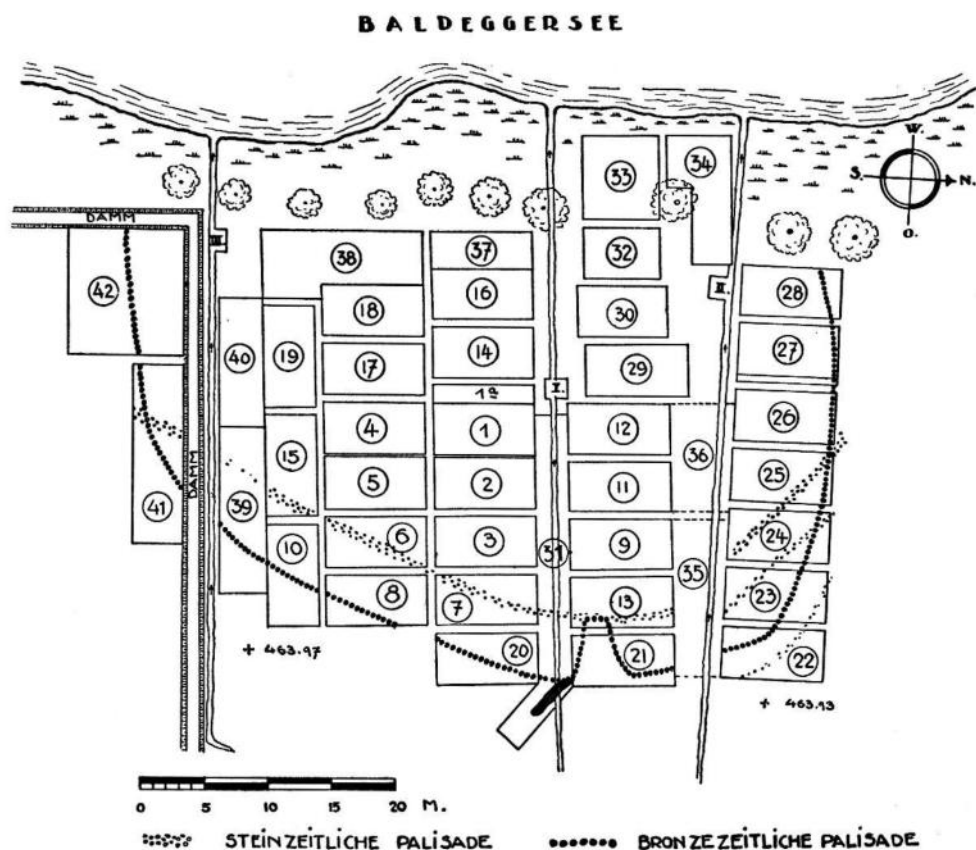 BALDEGGERSEE
W.
S. N.
O.
33 34
DAMM
III. 38 37 32
42 18 16 II. 28
30
40 19 17 14 29 27
I.
1a
4 1 12 36 26
15 5 2 11 25
DAMM
41 39 10 6 3 31 9 24
35
8 7 13 23
20 21 22
+ 463.97
+ 463.93
0 5 10 15 20 M.
STEINZEITLICHE PALISADE BRONZEZEITLICHE PALISADE